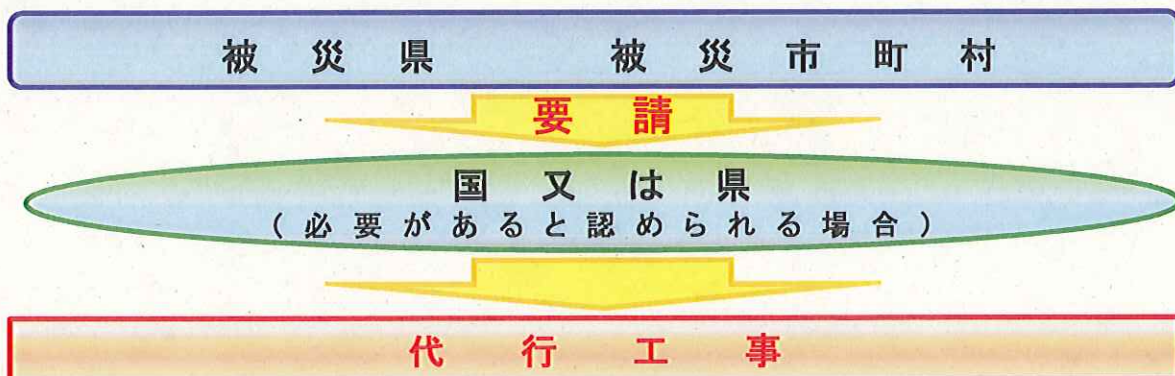 被災県 被災市町村
要請
国又は県
(必要があると認められる場合)
代行工事